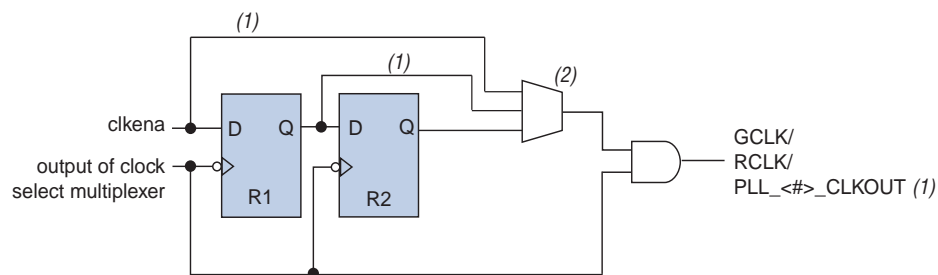 (1)
(1)
(2)
clkena
D
Q
D
Q
output of clock
select multiplexer
R1
R2
GCLK/
RCLK/
PLL_<#>_CLKOUT (1)